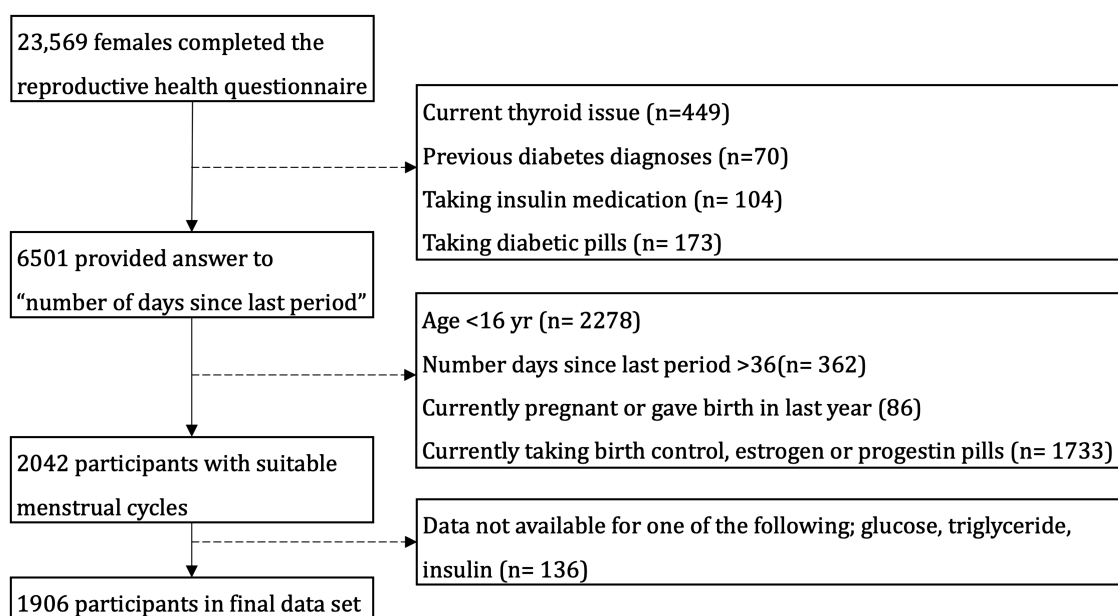 23,569 females completed the
reproductive health questionnaire
Current thyroid issue (n=449)
Previous diabetes diagnoses (n=70)
Taking insulin medication (n= 104)
Taking diabetic pills (n= 173)
6501 provided answer to
“number of days since last period”
Age <16 yr (n= 2278)
Number days since last period >36(n= 362)
Currently pregnant or gave birth in last year (86)
Currently taking birth control, estrogen or progestin pills (n= 1733)
2042 participants with suitable
menstrual cycles
Data not available for one of the following; glucose, triglyceride,
insulin (n= 136)
1906 participants in final data set